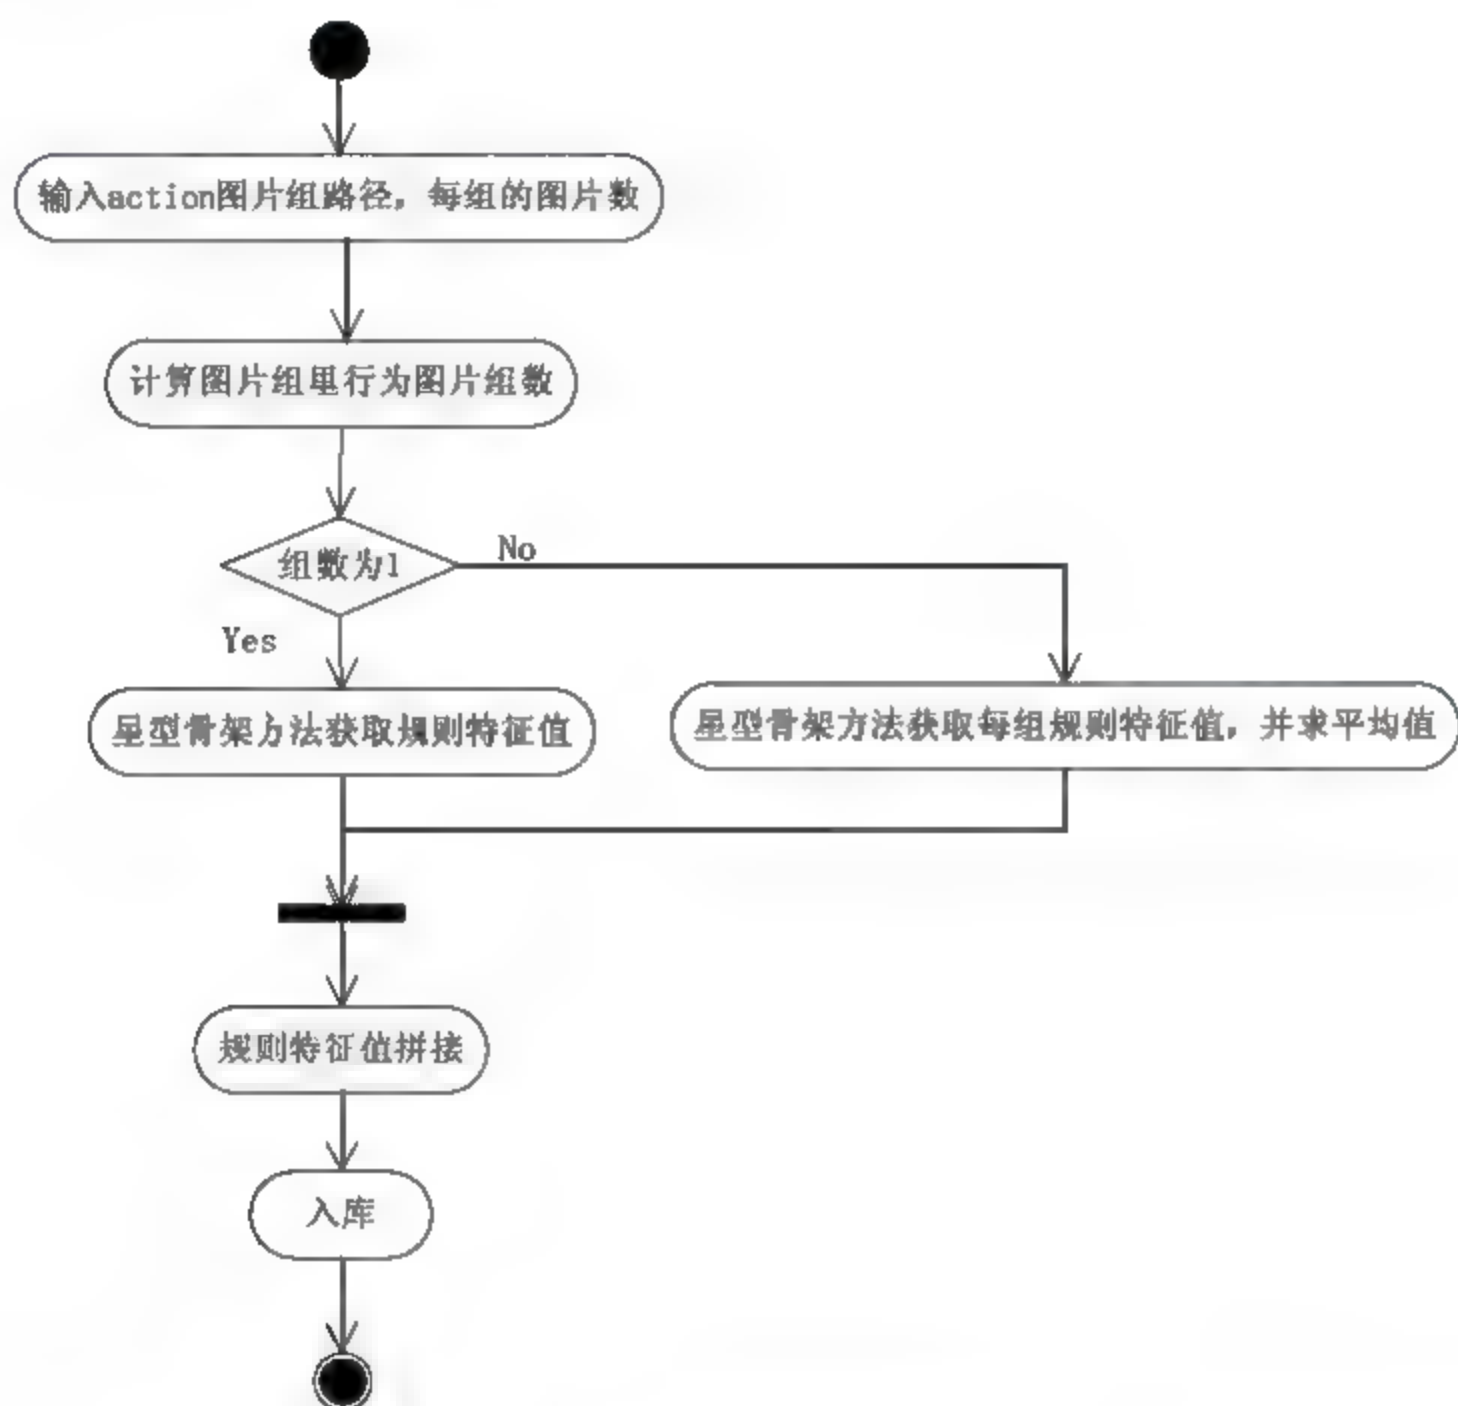 输入action图片组路径，每组的图片数
计算图片组里行为图片组数
组数为1
No
Yes
星型骨架方法获取规则特征值
星型骨架方法获取每组规则特征值，并求平均值
规则特征值拼接
入库